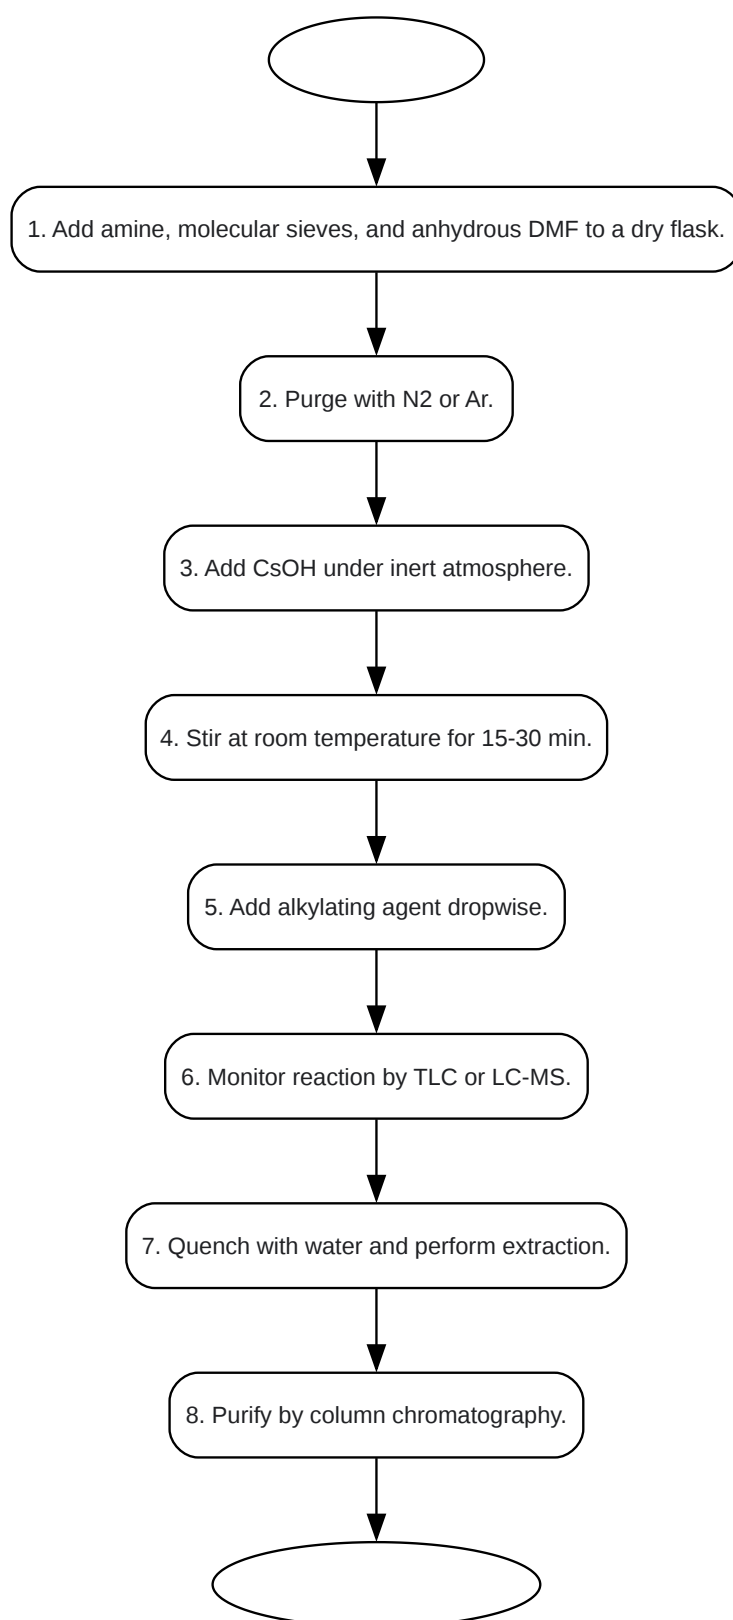 1. Add amine, molecular sieves, and anhydrous DMF to a dry flask.
2. Purge with N2 or Ar.
3. Add CsOH under inert atmosphere.
4. Stir at room temperature for 15-30 min.
5. Add alkylating agent dropwise.
6. Monitor reaction by TLC or LC-MS.
7. Quench with water and perform extraction.
8. Purify by column chromatography.